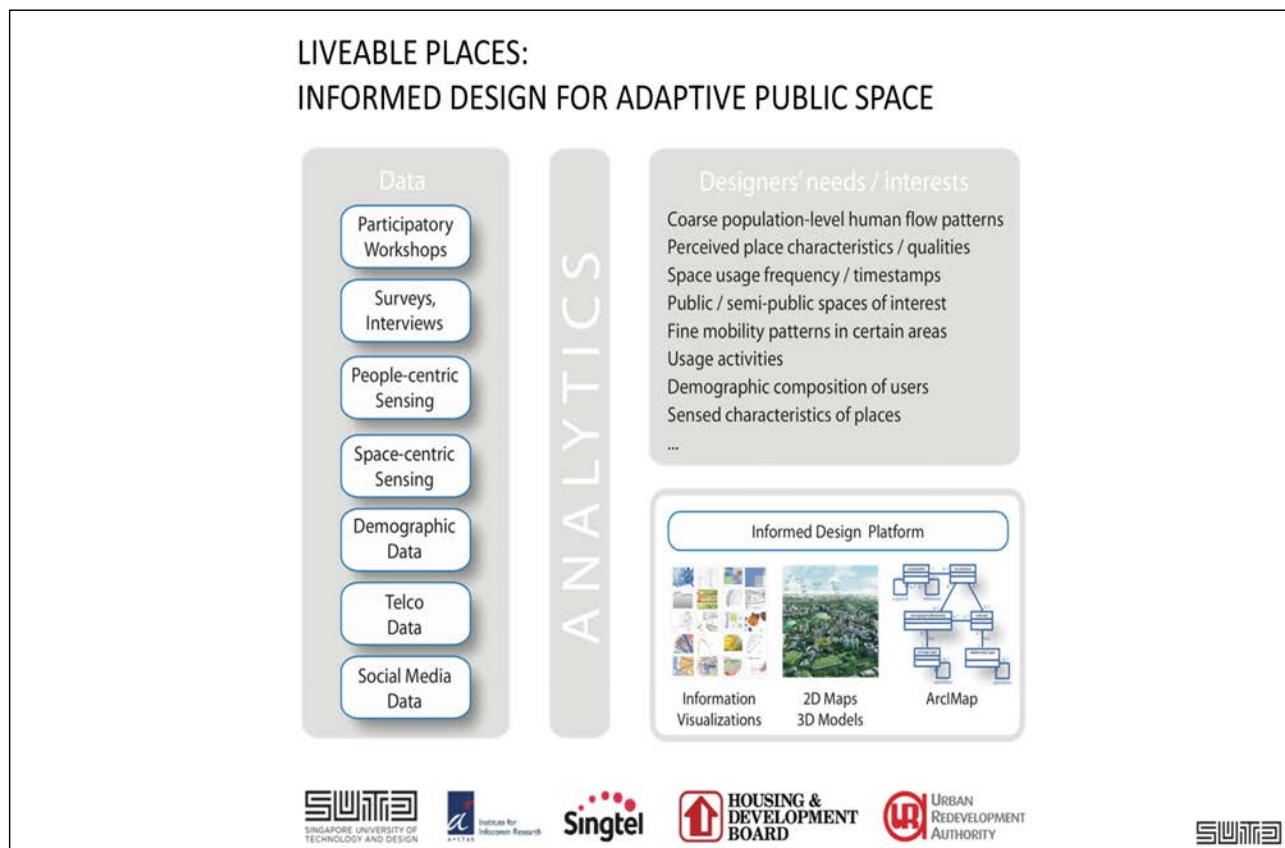 LIVEABLE PLACES:
INFORMED DESIGN FOR ADAPTIVE PUBLIC SPACE
Data
Participatory
Workshops
Surveys,
Interviews
People-centric
Sensing
Space-centric
Sensing
Demographic
Data
Telco
Data
Social Media
Data
ANALYTICS
Designers' needs / interests
Coarse population-level human flow patterns
Perceived place characteristics / qualities
Space usage frequency / timestamps
Public / semi-public spaces of interest
Fine mobility patterns in certain areas
Usage activities
Demographic composition of users
Sensed characteristics of places
...
Informed Design Platform
Information
Visualizations
2D Maps
3D Models
ArcIMap
SUTD
SINGAPORE UNIVERSITY OF
TECHNOLOGY AND DESIGN
Institute for
Infocomm Research
Singtel
HOUSING &
DEVELOPMENT
BOARD
URBAN
REDEVELOPMENT
AUTHORITY
SUTD